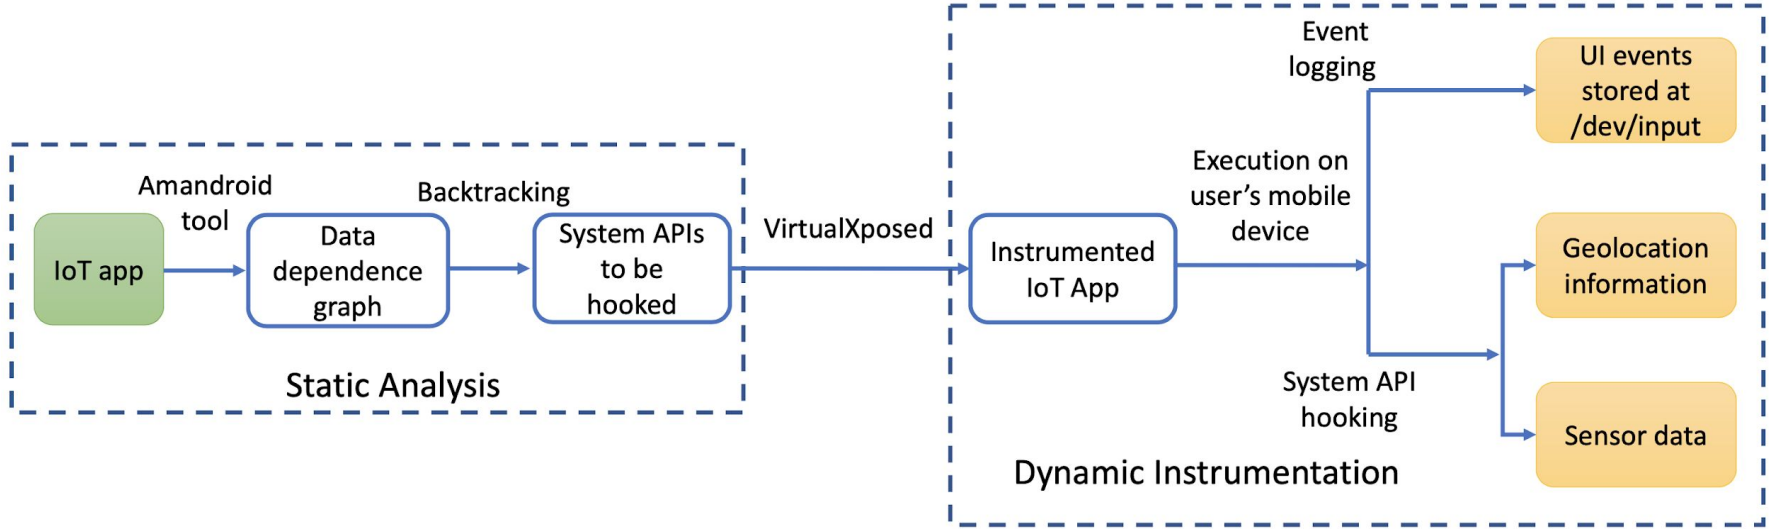 Amandroid
tool
IoT app
Data
dependence
graph
Backtracking
System APIs
to be
hooked
Static Analysis
VirtualXposed
Instrumented
IoT App
Execution on
user’s mobile
device
Event
logging
System API
hooking
UI events
stored at
/dev/input
Geolocation
information
Sensor data
Dynamic Instrumentation